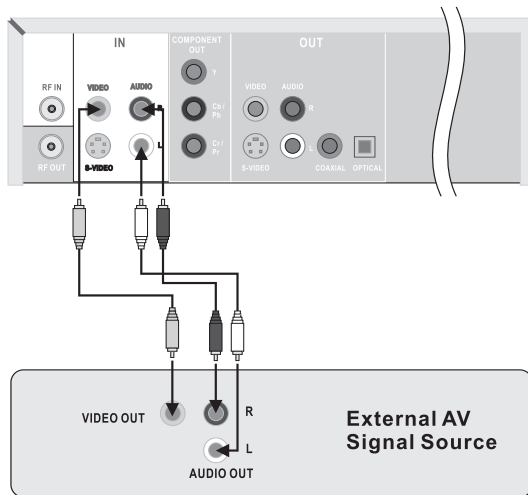 IN
COMPONENT
OUT
OUT
Y
RF IN
VIDEO
AUDIO
VIDEO
AUDIO
R
R
Cb /
Pb
L
Cr /
Pr
L
RF OUT
S-VIDEO
S-VIDEO
COAXIAL
OPTICAL
VIDEO OUT
R
L
AUDIO OUT
External AV
Signal Source